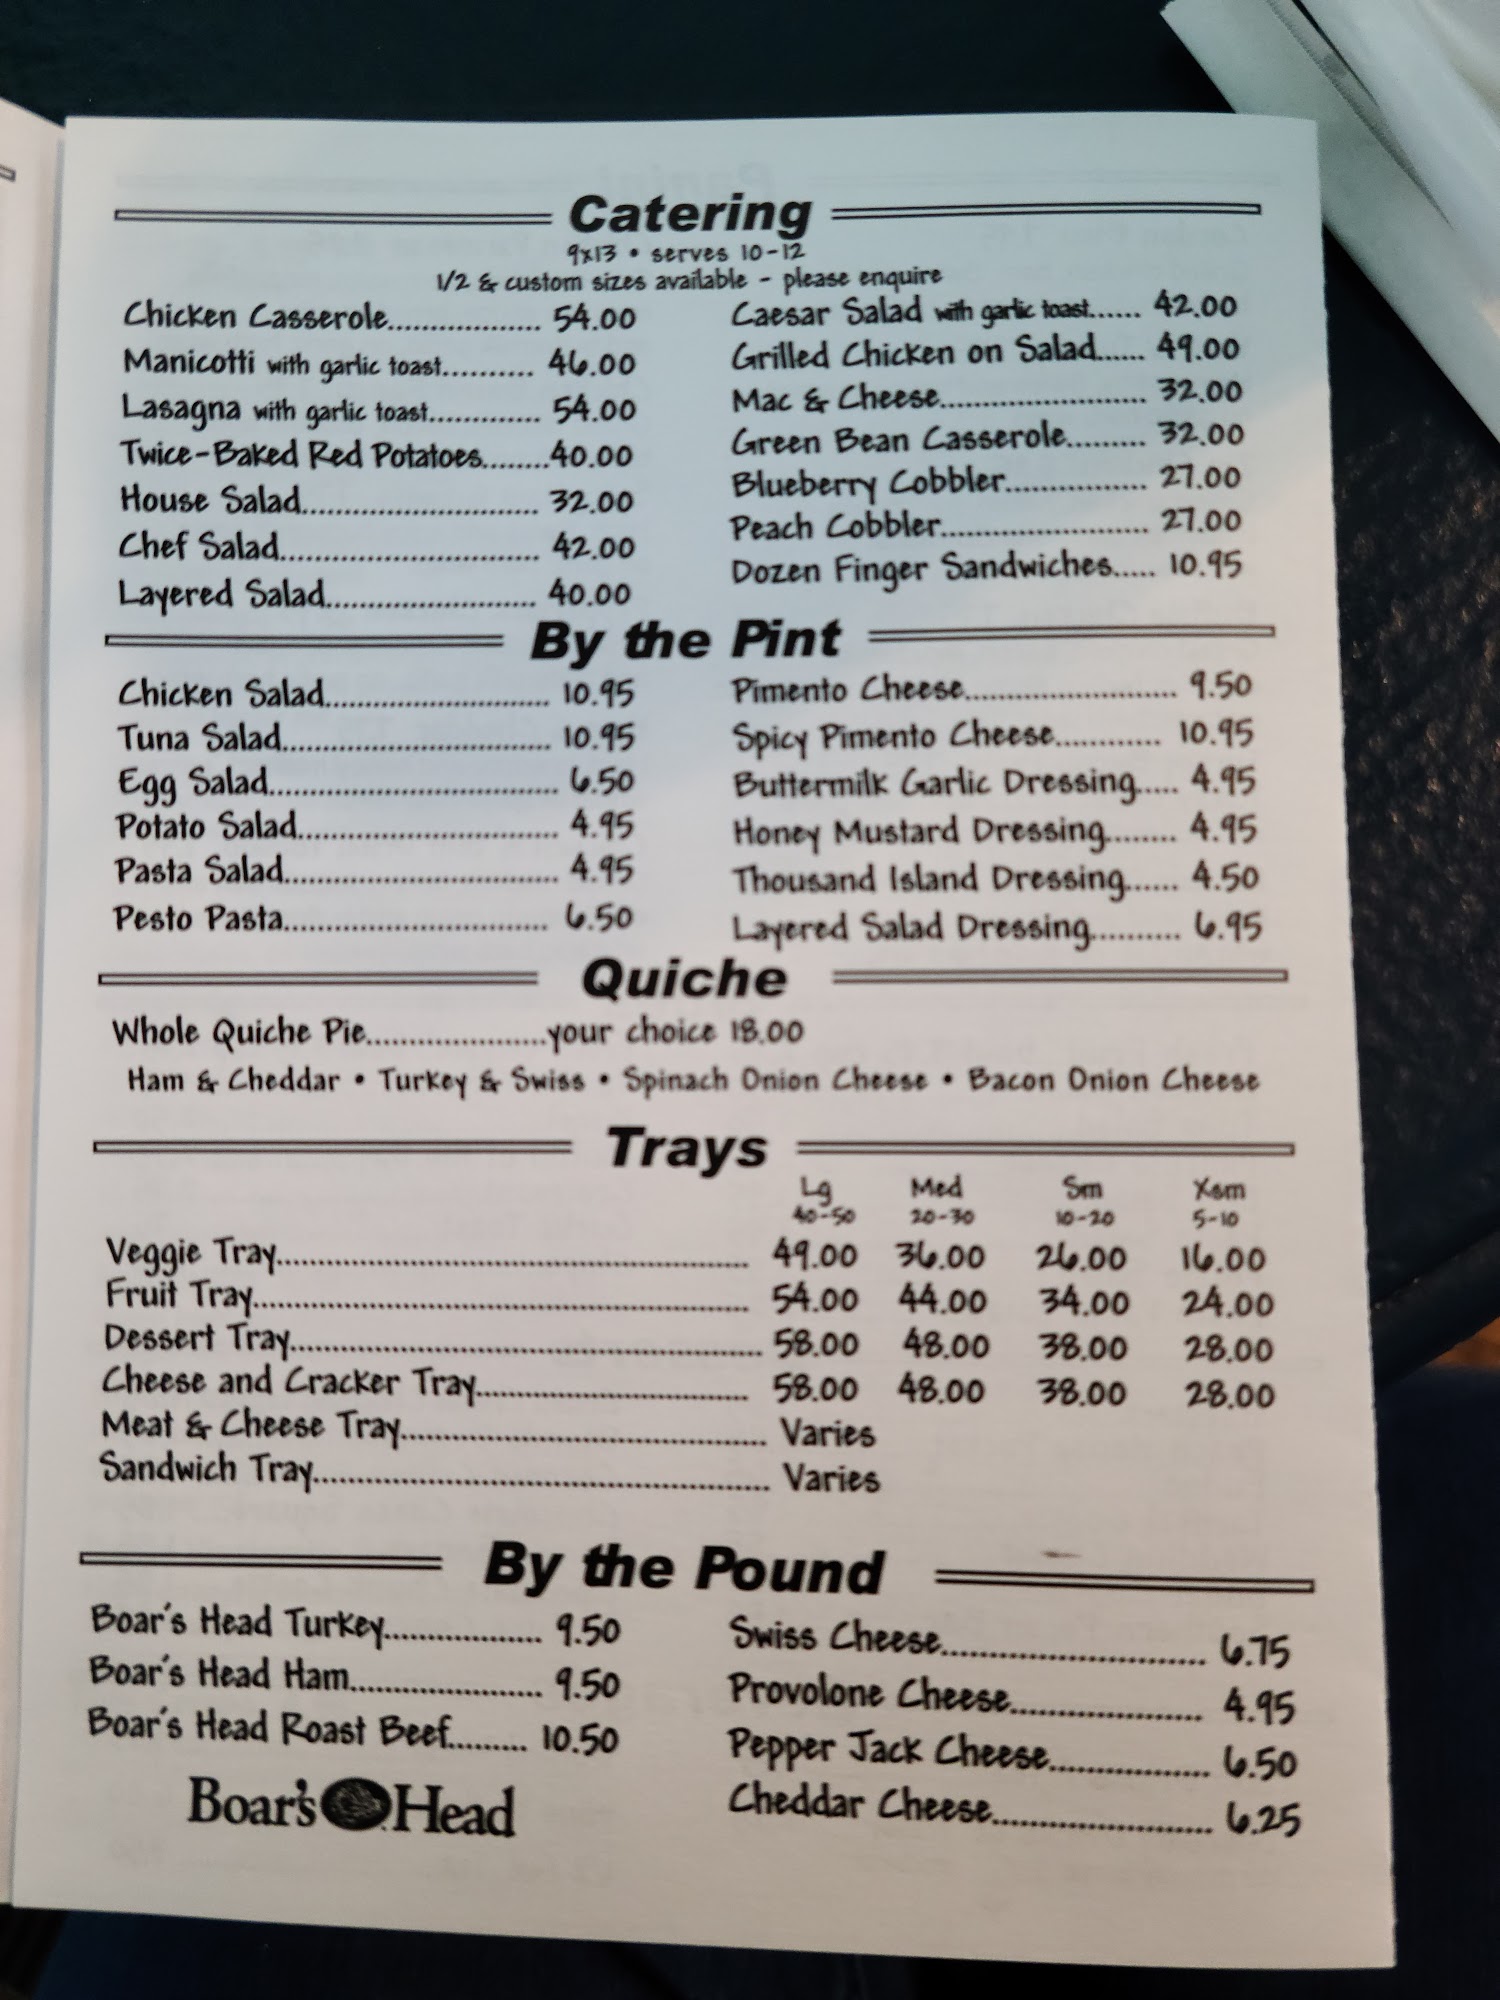 Catering
9x13 • serves 10-12
1/2 & custom sizes available - please enquire
Chicken Casserole.................. 54.00
Manicotti with garlic toast.......... 46.00
Lasagna with garlic toast............. 54.00
Twice-Baked Red Potatoes........40.00
House Salad............................ 32.00
Chef Salad............................... 42.00
Layered Salad......................... 40.00
Caesar Salad with garlic toast...... 42.00
Grilled Chicken on Salad...... 49.00
Mac & Cheese......................... 32.00
Green Bean Casserole......... 32.00
Blueberry Cobbler................. 27.00
Peach Cobbler......................... 27.00
Dozen Finger Sandwiches..... 10.95
By the Pint
Chicken Salad........................... 10.95
Tuna Salad................................ 10.95
Egg Salad.................................. 6.50
Potato Salad............................... 4.95
Pasta Salad................................ 4.95
Pesto Pasta............................... 6.50
Pimento Cheese......................... 9.50
Spicy Pimento Cheese............. 10.95
Buttermilk Garlic Dressing..... 4.95
Honey Mustard Dressing........ 4.95
Thousand Island Dressing...... 4.50
Layered Salad Dressing.......... 6.95
Quiche
Whole Quiche Pie.....................your choice 18.00
Ham & Cheddar • Turkey & Swiss • Spinach Onion Cheese • Bacon Onion Cheese
Trays
Lg Med Sm Xsm
40-50 20-30 10-20 5-10
Veggie Tray........................................................ 49.00 36.00 26.00 16.00
Fruit Tray........................................................... 54.00 44.00 34.00 24.00
Dessert Tray........................................................ 58.00 48.00 38.00 28.00
Cheese and Cracker Tray................................ 58.00 48.00 38.00 28.00
Meat & Cheese Tray........................................... Varies
Sandwich Tray...................................................... Varies
By the Pound
Boar's Head Turkey.................. 9.50
Boar's Head Ham...................... 9.50
Boar's Head Roast Beef......... 10.50
Boar's Head
Swiss Cheese............................... 6.75
Provolone Cheese...................... 4.95
Pepper Jack Cheese.................. 6.50
Cheddar Cheese......................... 6.25